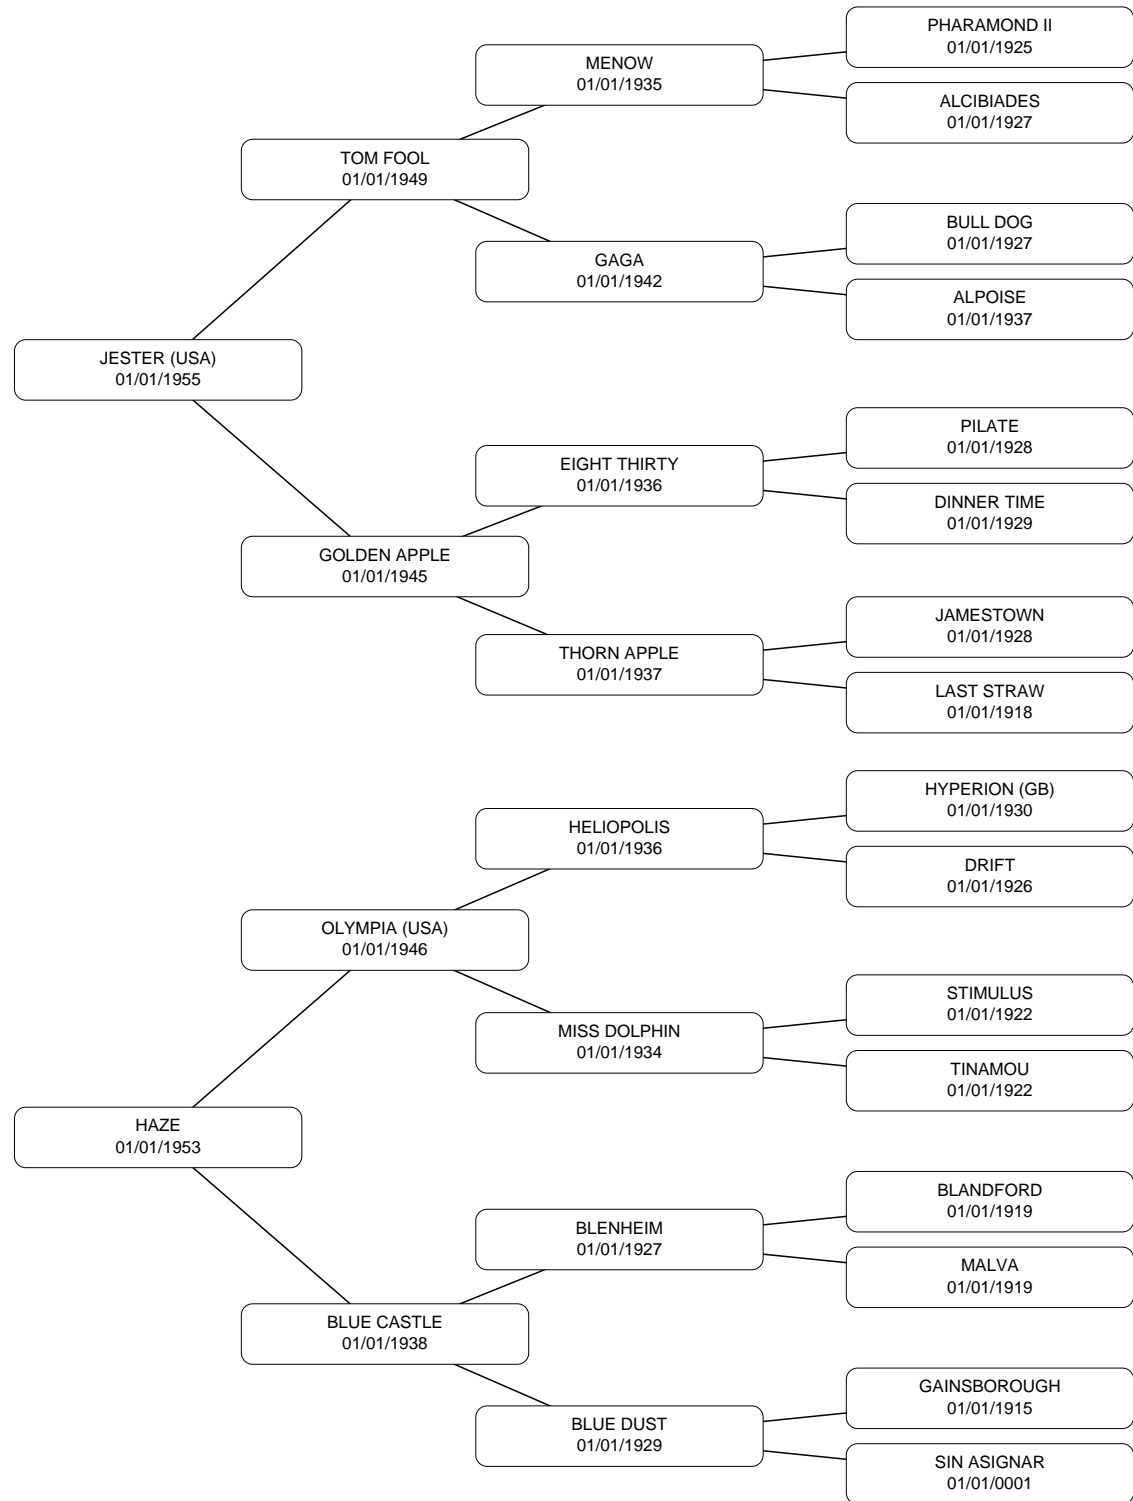 PHARAMOND II
01/01/1925
MENOW
01/01/1935
ALCIBIADES
01/01/1927
TOM FOOL
01/01/1949
BULL DOG
01/01/1927
GAGA
01/01/1942
ALPOISE
01/01/1937
JESTER (USA)
01/01/1955
PILATE
01/01/1928
EIGHT THIRTY
01/01/1936
DINNER TIME
01/01/1929
GOLDEN APPLE
01/01/1945
JAMESTOWN
01/01/1928
THORN APPLE
01/01/1937
LAST STRAW
01/01/1918
HYPERION (GB)
01/01/1930
HELIOPOLIS
01/01/1936
DRIFT
01/01/1926
OLYMPIA (USA)
01/01/1946
STIMULUS
01/01/1922
MISS DOLPHIN
01/01/1934
TINAMOU
01/01/1922
HAZE
01/01/1953
BLANDFORD
01/01/1919
BLENHEIM
01/01/1927
MALVA
01/01/1919
BLUE CASTLE
01/01/1938
GAINSBOROUGH
01/01/1915
BLUE DUST
01/01/1929
SIN ASIGNAR
01/01/0001